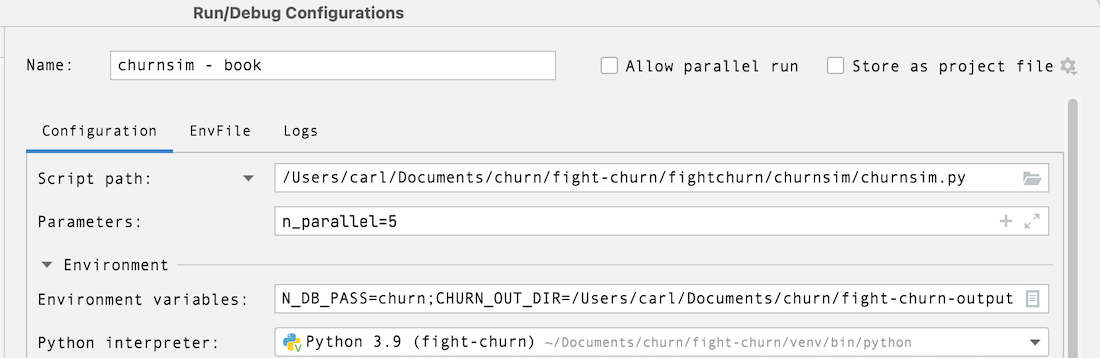 Run/Debug Configurations
Name: churnsim - book Allow parallel run Store as project file
Configuration EnvFile Logs
Script path: /Users/carl/Documents/churn/fight-churn/fightchurn/churnsim/churnsim.py
Parameters: n_parallel=5
Environment
Environment variables: N_DB_PASS=churn;CHURN_OUT_DIR=/Users/carl/Documents/churn/fight-churn-output
Python interpreter: Python 3.9 (fight-churn) ~/Documents/churn/fight-churn/venv/bin/python